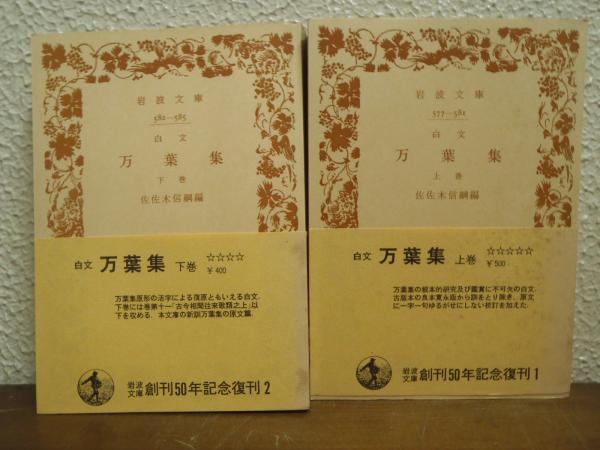 岩波文庫
582—585
白文
万葉集
下巻
佐佐木信綱編
白文 万葉集 下巻 ☆☆☆☆
¥400
万葉集原形の活字による復原ともいえる白文.
下巻には巻第十一「古今相聞往来歌類之上」以
下を収める. 本文庫の新訓万葉集の原文篇.
岩波文庫 創刊50年記念復刊2
岩波文庫
577—581
白文
万葉集
上巻
佐佐木信綱編
白文 万葉集 上巻 ☆☆☆☆☆
¥500
万葉集の根本的研究及び鑑賞に不可欠の白文.
古版本の良本寛永版から訓をとり除き, 原文
に一字一句ゆるがせにしない校訂を加えた.
岩波文庫 創刊50年記念復刊1